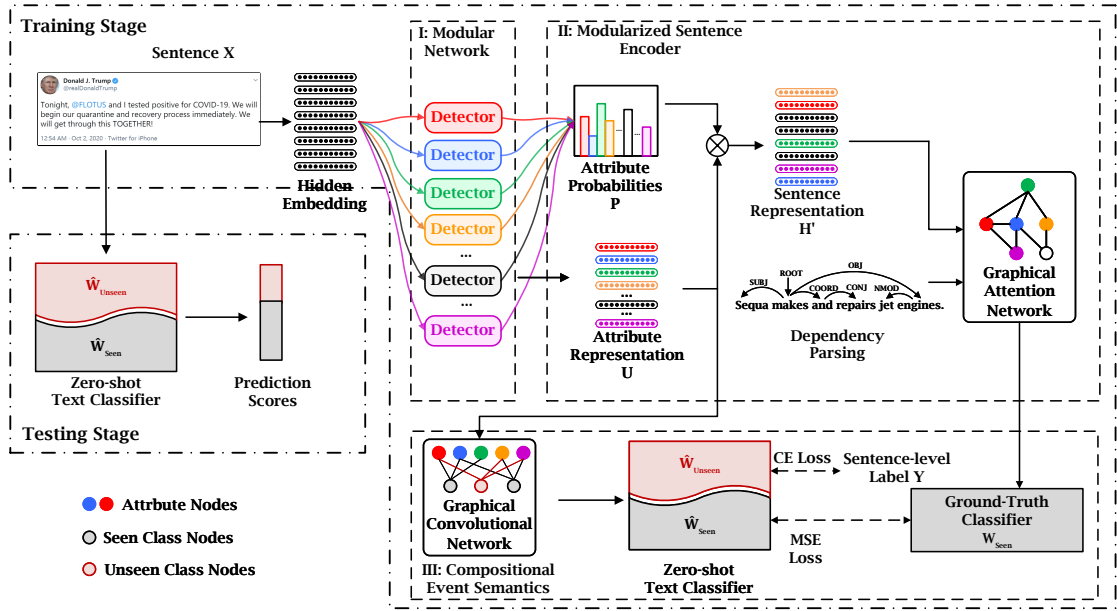 Training Stage
Sentence X
Donald J. Trump
@realDonaldTrump
Tonight, @FLOTUS and I tested positive for COVID-19. We will
begin our quarantine and recovery process immediately. We
will get through this TOGETHER!
12:54 AM · Oct 2, 2020 · Twitter for iPhone
Hidden
Embedding
I: Modular
Network
Detector
Detector
Detector
Detector
...
Detector
...
Detector
II: Modularized Sentence
Encoder
...
...
Attribute
Probabilities
P
...
...
Attribute
Representation
U
Sentence
Representation
H'
OBJ
ROOT
SUBJ
COORD
CONJ
NMOD
Sequa makes and repairs jet engines.
Dependency
Parsing
Graphical
Attention
Network
Ŵ Unseen
Ŵ Seen
Zero-shot
Text Classifier
Prediction
Scores
Testing Stage
Attrbute Nodes
Seen Class Nodes
Unseen Class Nodes
Graphical
Convolutional
Network
III: Compositional
Event Semantics
Ŵ Unseen
Ŵ Seen
Zero-shot
Text Classifier
CE Loss
Sentence-level
Label Y
MSE
Loss
Ground-Truth
Classifier
W Seen